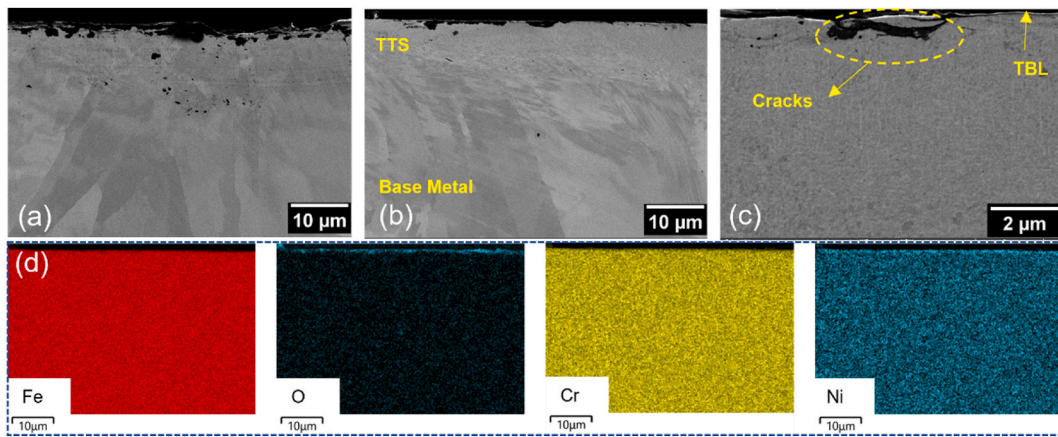 TTS
TBL
Cracks
Base Metal
(a)
10 µm
(b)
10 µm
(c)
2 µm
(d)
Fe
O
Cr
Ni
10µm
10µm
10µm
10µm